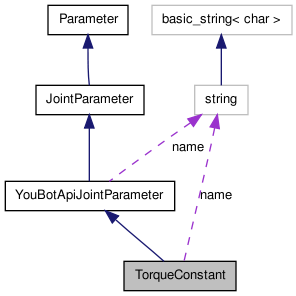 Parameter
basic_string< char >
JointParameter
string
name
YouBotApiJointParameter
name
TorqueConstant